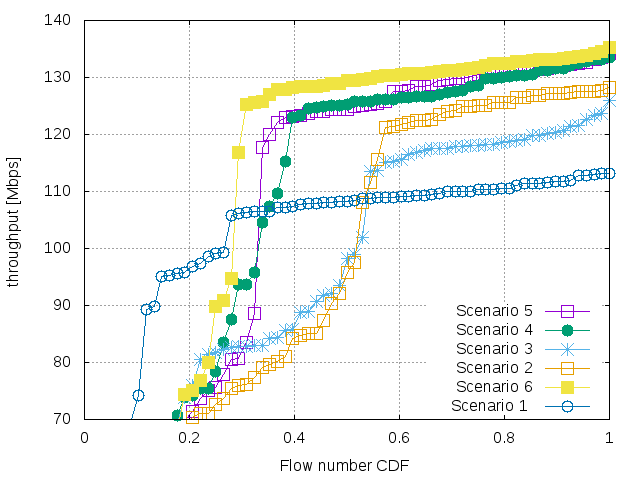 140
130
120
110
100
90
80
70
throughput [Mbps]
Scenario 5
Scenario 4
Scenario 3
Scenario 2
Scenario 6
Scenario 1
0
0.2
0.4
0.6
0.8
1
Flow number CDF